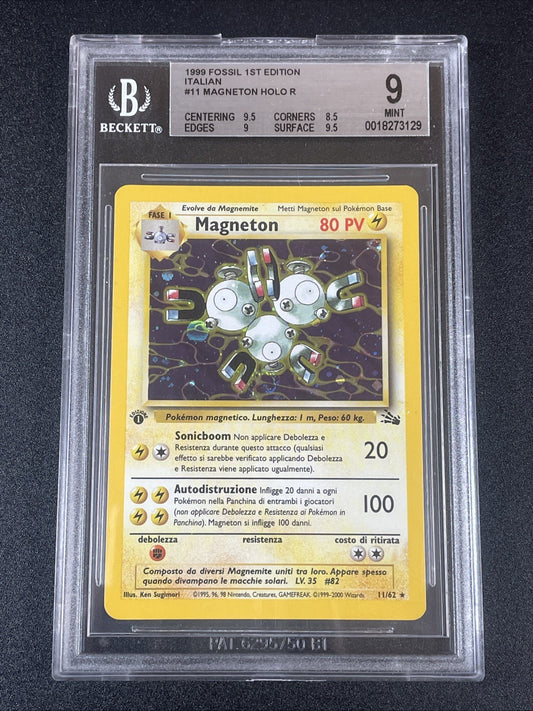 1999 FOSSIL 1ST EDITION
ITALIAN
#11 MAGNETON HOLO R
CENTERING 9.5 CORNERS 8.5
EDGES 9 SURFACE 9.5
9
MINT
0018273129
B
BECKETT®
Evolve da Magnemite Metti Magneton sul Pokémon Base
FASE 1
Magneton 80 PV
EDIZIONE
1
Pokémon magnetico. Lunghezza: 1 m, Peso: 60 kg.
Sonicboom Non applicare Debolezza e
Resistenza durante questo attacco (qualsiasi
effetto si sarebbe verificato applicando Debolezza
e Resistenza viene applicato ugualmente).
20
Autodistruzione Infligge 20 danni a ogni
Pokémon nella Panchina di entrambi i giocatori
(non applicare Debolezza e Resistenza ai Pokémon in
Panchina). Magneton si infligge 100 danni.
100
debolezza resistenza costo di ritirata
Composto da diversi Magnemite uniti tra loro. Appare spesso
quando divampano le macchie solari. LV. 35 #82
Illus. Ken Sugimori ©1995, 96, 98 Nintendo, Creatures, GAMEFREAK. ©1999-2000 Wizards. 11/62 ★